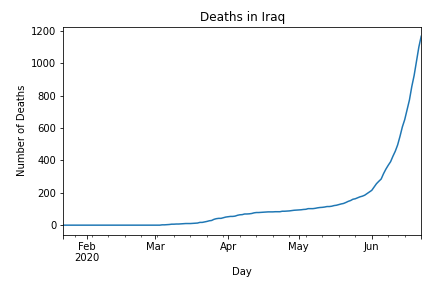 Deaths in Iraq
Number of Deaths
1200
1000
800
600
400
200
0
Feb
2020
Mar
Apr
May
Jun
Day